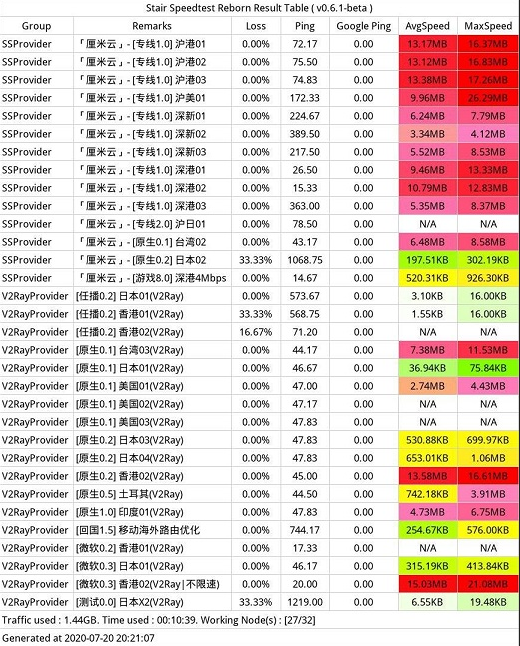 Stair Speedtest Reborn Result Table ( v0.6.1-beta )
Group Remarks Loss Ping Google Ping AvgSpeed MaxSpeed
SSProvider 「厘米云」- [专线1.0] 沪港01 0.00% 72.17 0.00 13.17MB 16.37MB
SSProvider 「厘米云」- [专线1.0] 沪港02 0.00% 75.50 0.00 13.12MB 16.83MB
SSProvider 「厘米云」- [专线1.0] 沪港03 0.00% 74.83 0.00 13.38MB 17.26MB
SSProvider 「厘米云」- [专线1.0] 沪美01 0.00% 172.33 0.00 9.96MB 26.29MB
SSProvider 「厘米云」- [专线1.0] 深新01 0.00% 224.67 0.00 6.24MB 7.79MB
SSProvider 「厘米云」- [专线1.0] 深新02 0.00% 389.50 0.00 3.34MB 4.12MB
SSProvider 「厘米云」- [专线1.0] 深新03 0.00% 217.50 0.00 5.52MB 8.53MB
SSProvider 「厘米云」- [专线1.0] 深港01 0.00% 26.50 0.00 9.46MB 13.33MB
SSProvider 「厘米云」- [专线1.0] 深港02 0.00% 15.33 0.00 10.79MB 12.83MB
SSProvider 「厘米云」- [专线1.0] 深港03 0.00% 363.00 0.00 5.35MB 8.37MB
SSProvider 「厘米云」- [专线2.0] 沪日01 0.00% 78.50 0.00 N/A N/A
SSProvider 「厘米云」- [原生0.1] 台湾02 0.00% 43.17 0.00 6.48MB 8.58MB
SSProvider 「厘米云」- [原生0.2] 日本02 33.33% 1068.75 0.00 197.51KB 302.19KB
SSProvider 「厘米云」- [游戏8.0] 深港4Mbps 0.00% 14.67 0.00 520.31KB 926.30KB
V2RayProvider [任播0.2] 日本01(V2Ray) 0.00% 573.67 0.00 3.10KB 16.00KB
V2RayProvider [任播0.2] 香港01(V2Ray) 33.33% 568.75 0.00 1.55KB 16.00KB
V2RayProvider [任播0.2] 香港02(V2Ray) 16.67% 71.20 0.00 N/A N/A
V2RayProvider [原生0.1] 台湾03(V2Ray) 0.00% 44.17 0.00 7.38MB 11.53MB
V2RayProvider [原生0.1] 日本01(V2Ray) 0.00% 46.67 0.00 36.94KB 75.84KB
V2RayProvider [原生0.1] 美国01(V2Ray) 0.00% 47.00 0.00 2.74MB 4.43MB
V2RayProvider [原生0.1] 美国02(V2Ray) 0.00% 47.17 0.00 N/A N/A
V2RayProvider [原生0.1] 美国03(V2Ray) 0.00% 47.83 0.00 N/A N/A
V2RayProvider [原生0.2] 日本03(V2Ray) 0.00% 47.83 0.00 530.88KB 699.97KB
V2RayProvider [原生0.2] 日本04(V2Ray) 0.00% 47.83 0.00 653.01KB 1.06MB
V2RayProvider [原生0.2] 香港02(V2Ray) 0.00% 45.00 0.00 13.58MB 16.61MB
V2RayProvider [原生0.5] 土耳其(V2Ray) 0.00% 44.50 0.00 742.18KB 3.91MB
V2RayProvider [原生1.0] 印度01(V2Ray) 0.00% 47.83 0.00 4.73MB 6.75MB
V2RayProvider [回国1.5] 移动海外路由优化 0.00% 744.17 0.00 254.67KB 576.00KB
V2RayProvider [微软0.2] 香港01(V2Ray) 0.00% 17.33 0.00 N/A N/A
V2RayProvider [微软0.3] 日本01(V2Ray) 0.00% 46.17 0.00 315.19KB 413.84KB
V2RayProvider [微软0.3] 香港02(V2Ray|不限速) 0.00% 20.00 0.00 15.03MB 21.08MB
V2RayProvider [测试0.0] 日本X2(V2Ray) 33.33% 1219.00 0.00 6.55KB 19.48KB
Traffic used : 1.44GB. Time used : 00:10:39. Working Node(s) : [27/32]
Generated at 2020-07-20 20:21:07